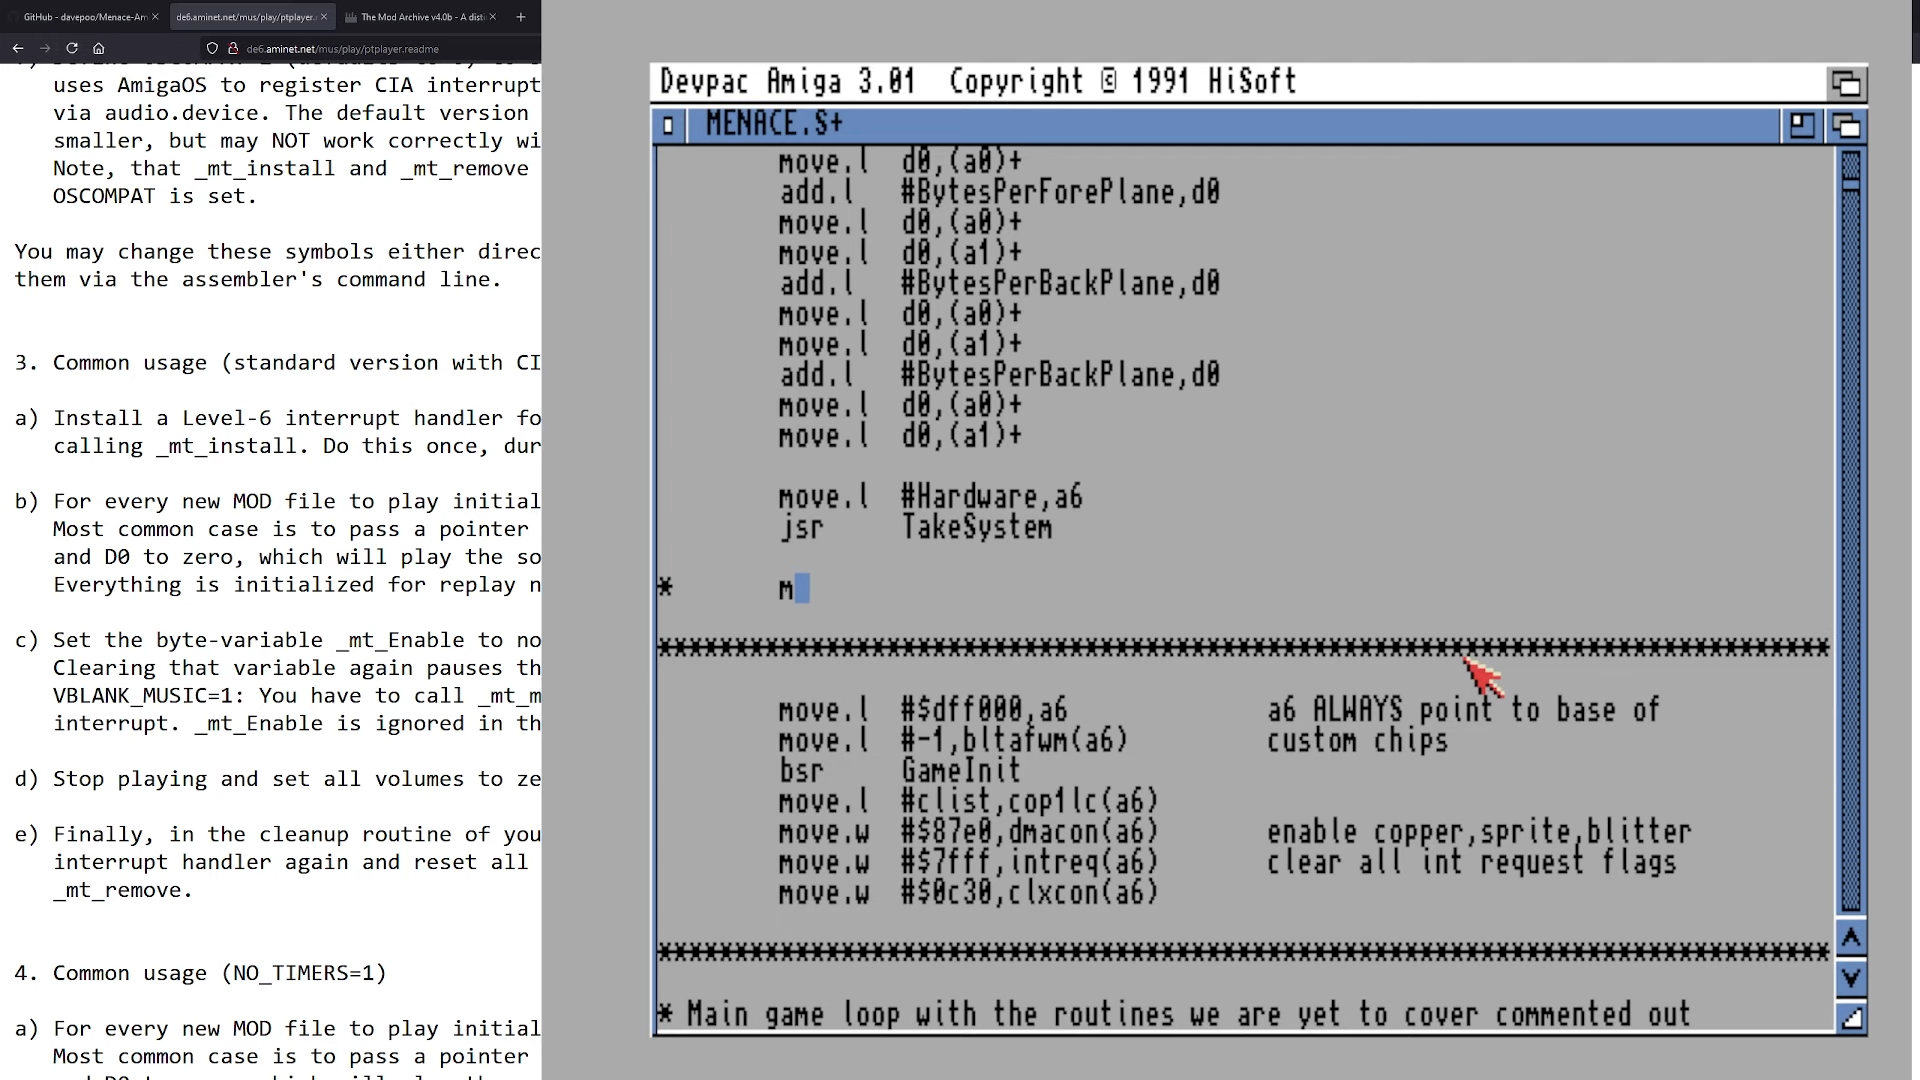 GitHub - davepoo/Menace-Am
de6.aminet.net/mus/play/ptplayer.r
The Mod Archive v4.0b - A disti
de6.aminet.net/mus/play/ptplayer.readme
uses AmigaOS to register CIA interrupt
via audio.device. The default version
smaller, but may NOT work correctly wi
Note, that _mt_install and _mt_remove
OSCOMPAT is set.
You may change these symbols either direc
them via the assembler's command line.
3. Common usage (standard version with CI
a) Install a Level-6 interrupt handler fo
calling _mt_install. Do this once, dur
b) For every new MOD file to play initial
Most common case is to pass a pointer
and D0 to zero, which will play the so
Everything is initialized for replay n
c) Set the byte-variable _mt_Enable to no
Clearing that variable again pauses th
VBLANK_MUSIC=1: You have to call _mt_m
interrupt. _mt_Enable is ignored in th
d) Stop playing and set all volumes to ze
e) Finally, in the cleanup routine of you
interrupt handler again and reset all
_mt_remove.
4. Common usage (NO_TIMERS=1)
a) For every new MOD file to play initial
Most common case is to pass a pointer
Devpac Amiga 3.01 Copyright © 1991 HiSoft
MENACE.S+
move.l d0,(a0)+
add.l #BytesPerForePlane,d0
move.l d0,(a0)+
move.l d0,(a1)+
add.l #BytesPerBackPlane,d0
move.l d0,(a0)+
move.l d0,(a1)+
add.l #BytesPerBackPlane,d0
move.l d0,(a0)+
move.l d0,(a1)+
move.l #Hardware,a6
jsr TakeSystem
* m
*****************************************************************************
move.l #$dff000,a6 a6 ALWAYS point to base of
move.l #-1,bltafwm(a6) custom chips
bsr GameInit
move.l #clist,cop1lc(a6)
move.w #$87e0,dmacon(a6) enable copper,sprite,blitter
move.w #$7fff,intreq(a6) clear all int request flags
move.w #$0c30,clxcon(a6)
*****************************************************************************
* Main game loop with the routines we are yet to cover commented out